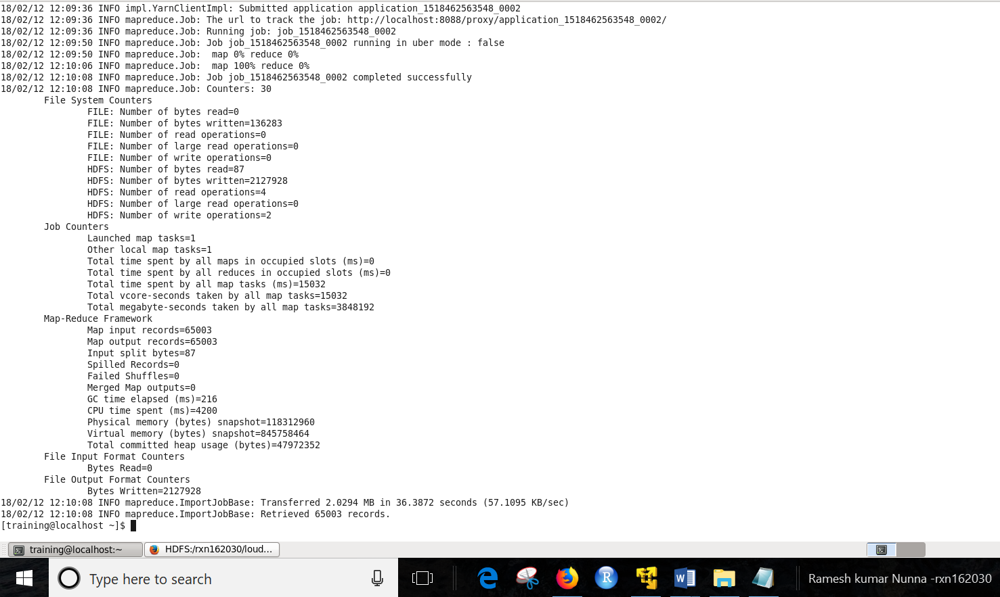 18/02/12 12:09:36 INFO impl.YarnClientImpl: Submitted application application_1518462563548_0002
18/02/12 12:09:36 INFO mapreduce.Job: The url to track the job: http://localhost:8088/proxy/application_1518462563548_0002/
18/02/12 12:09:36 INFO mapreduce.Job: Running job: job_1518462563548_0002
18/02/12 12:09:50 INFO mapreduce.Job: Job job_1518462563548_0002 running in uber mode : false
18/02/12 12:09:50 INFO mapreduce.Job:  map 0% reduce 0%
18/02/12 12:10:06 INFO mapreduce.Job:  map 100% reduce 0%
18/02/12 12:10:08 INFO mapreduce.Job: Job job_1518462563548_0002 completed successfully
18/02/12 12:10:08 INFO mapreduce.Job: Counters: 30
File System Counters
FILE: Number of bytes read=0
FILE: Number of bytes written=136283
FILE: Number of read operations=0
FILE: Number of large read operations=0
FILE: Number of write operations=0
HDFS: Number of bytes read=87
HDFS: Number of bytes written=2127928
HDFS: Number of read operations=4
HDFS: Number of large read operations=0
HDFS: Number of write operations=2
Job Counters
Launched map tasks=1
Other local map tasks=1
Total time spent by all maps in occupied slots (ms)=0
Total time spent by all reduces in occupied slots (ms)=0
Total time spent by all map tasks (ms)=15032
Total vcore-seconds taken by all map tasks=15032
Total megabyte-seconds taken by all map tasks=3848192
Map-Reduce Framework
Map input records=65003
Map output records=65003
Input split bytes=87
Spilled Records=0
Failed Shuffles=0
Merged Map outputs=0
GC time elapsed (ms)=216
CPU time spent (ms)=4200
Physical memory (bytes) snapshot=118312960
Virtual memory (bytes) snapshot=845758464
Total committed heap usage (bytes)=47972352
File Input Format Counters
Bytes Read=0
File Output Format Counters
Bytes Written=2127928
18/02/12 12:10:08 INFO mapreduce.ImportJobBase: Transferred 2.0294 MB in 36.3872 seconds (57.1095 KB/sec)
18/02/12 12:10:08 INFO mapreduce.ImportJobBase: Retrieved 65003 records.
[training@localhost ~]$
training@localhost:~ HDFS:/rxn162030/loud...
Type here to search R W Ramesh kumar Nunna -rxn162030